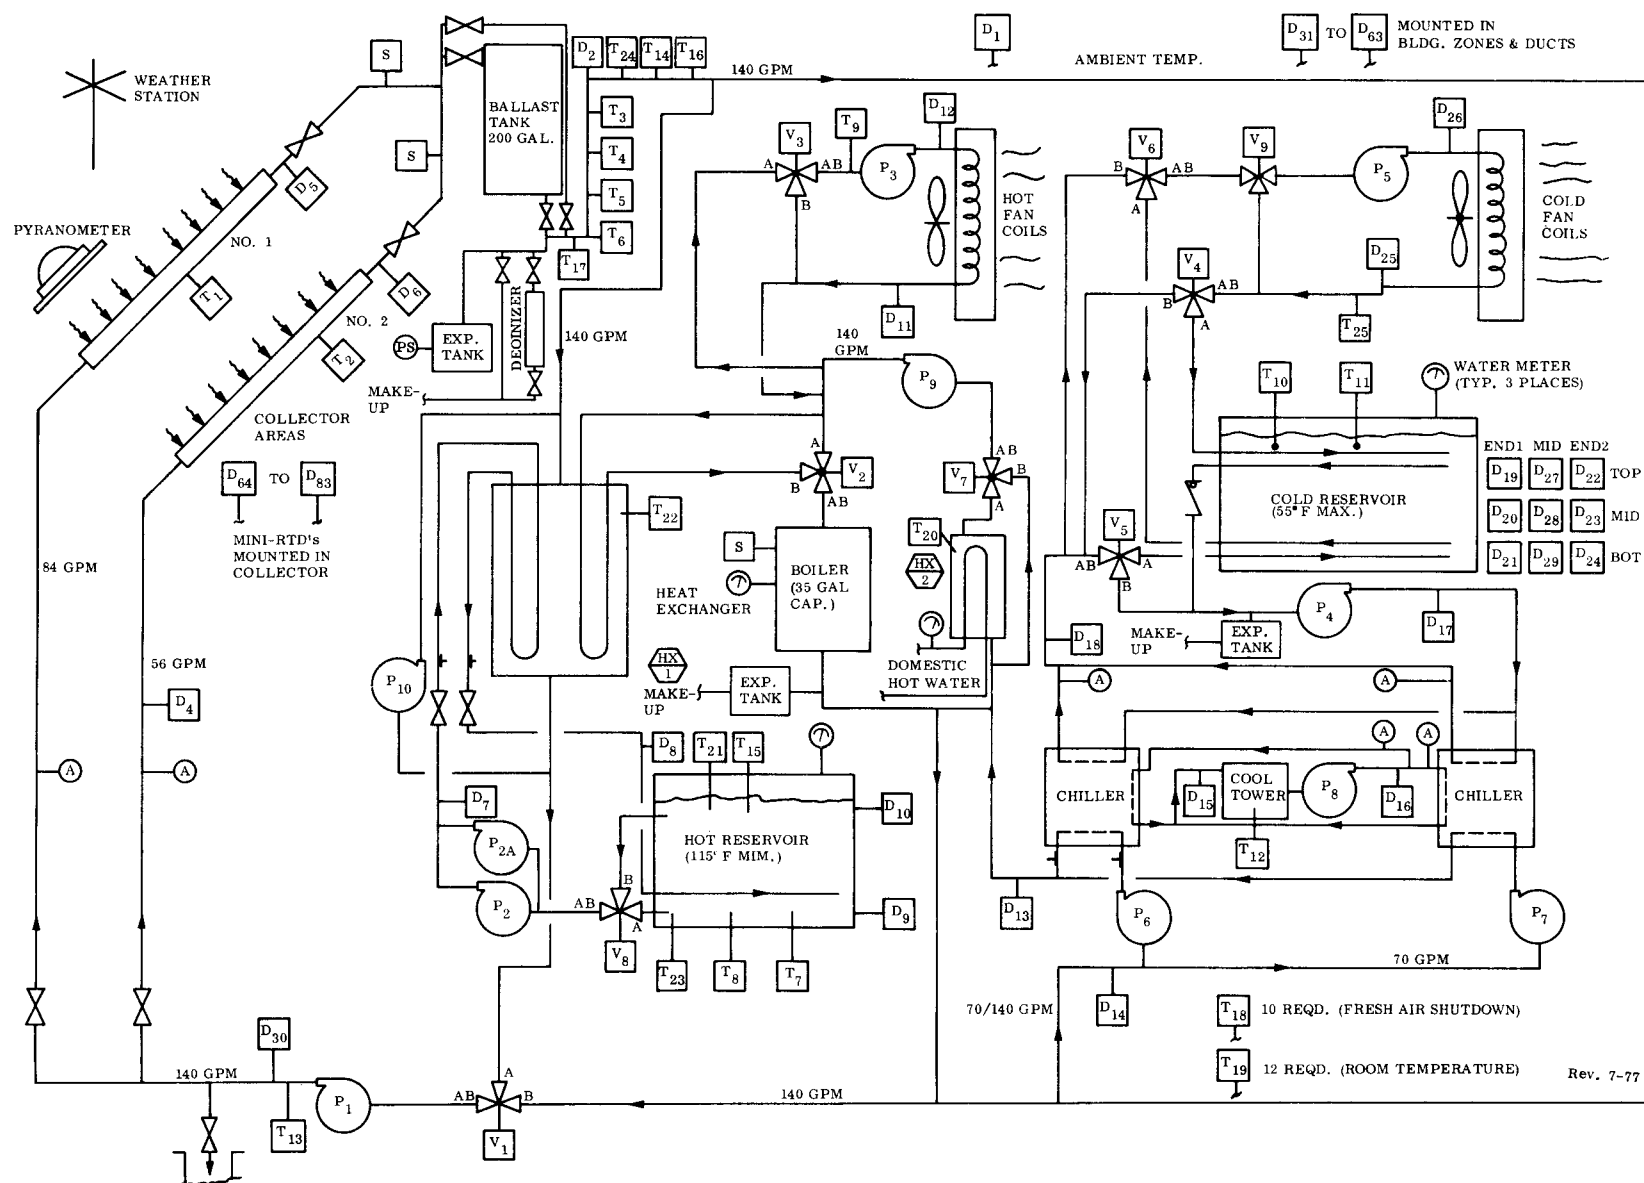 D1
AMBIENT TEMP.
D31 TO D63 MOUNTED IN
BLDG. ZONES & DUCTS
WEATHER
STATION
S
S
BALLAST
TANK
200 GAL.
D2 T24 T14 T16
140 GPM
T3
T4
T5
T6
T17
PYRANOMETER
D5
NO. 1
T1
D6
NO. 2
T2
COLLECTOR
AREAS
D64 TO D83
MINI-RTD's
MOUNTED IN
COLLECTOR
PS
EXP.
TANK
DEOINIZER
MAKE-
UP
140 GPM
V3
A AB
B
T9
P3
D12
HOT
FAN
COILS
D11
V6
B AB
A
V9
P5
D26
COLD
FAN
COILS
V4
AB
B
A
D25
T25
140
GPM
P9
A
B
AB
V2
AB
B
A
V7
T10 T11
WATER METER
(TYP. 3 PLACES)
COLD RESERVOIR
(55° F MAX.)
END1 MID END2
D19 D27 D22 TOP
D20 D28 D23 MID
D21 D29 D24 BOT
V5
AB A
B
T22
S
T
HEAT
EXCHANGER
BOILER
(35 GAL
CAP.)
HX
1
MAKE-
UP
EXP.
TANK
T20
HX
2
DOMESTIC
HOT WATER
P4
D17
MAKE-
UP
EXP.
TANK
D18
84 GPM
56 GPM
D4
A
A
P10
D7
P2A
P2
D8
T21 T15
HOT RESERVOIR
(115° F MIM.)
D10
D9
AB
B
A
V8
T23 T8 T7
A
A
A
A
CHILLER
D15
COOL
TOWER
P8
D16
T12
CHILLER
D13
P6
P7
70 GPM
70/140 GPM
D14
T18 10 REQD. (FRESH AIR SHUTDOWN)
T19 12 REQD. (ROOM TEMPERATURE)
Rev. 7-77
D30
140 GPM
T13
P1
A
AB B
V1
140 GPM